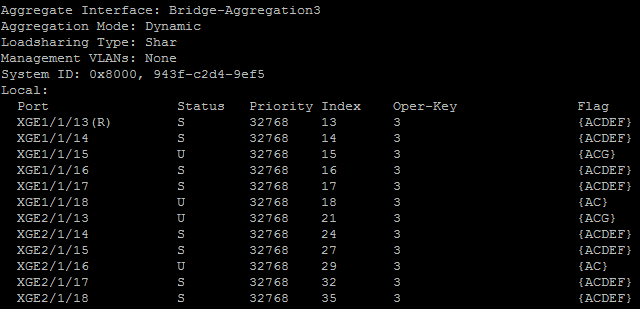 Aggregate Interface: Bridge-Aggregation3
Aggregation Mode: Dynamic
Loadsharing Type: Shar
Management VLANs: None
System ID: 0x8000, 943f-c2d4-9ef5
Local:
Port Status Priority Index Oper-Key Flag
XGE1/1/13(R) S 32768 13 3 {ACDEF}
XGE1/1/14 S 32768 14 3 {ACDEF}
XGE1/1/15 U 32768 15 3 {ACG}
XGE1/1/16 S 32768 16 3 {ACDEF}
XGE1/1/17 S 32768 17 3 {ACDEF}
XGE1/1/18 U 32768 18 3 {AC}
XGE2/1/13 U 32768 21 3 {ACG}
XGE2/1/14 S 32768 24 3 {ACDEF}
XGE2/1/15 S 32768 27 3 {ACDEF}
XGE2/1/16 U 32768 29 3 {AC}
XGE2/1/17 S 32768 32 3 {ACDEF}
XGE2/1/18 S 32768 35 3 {ACDEF}